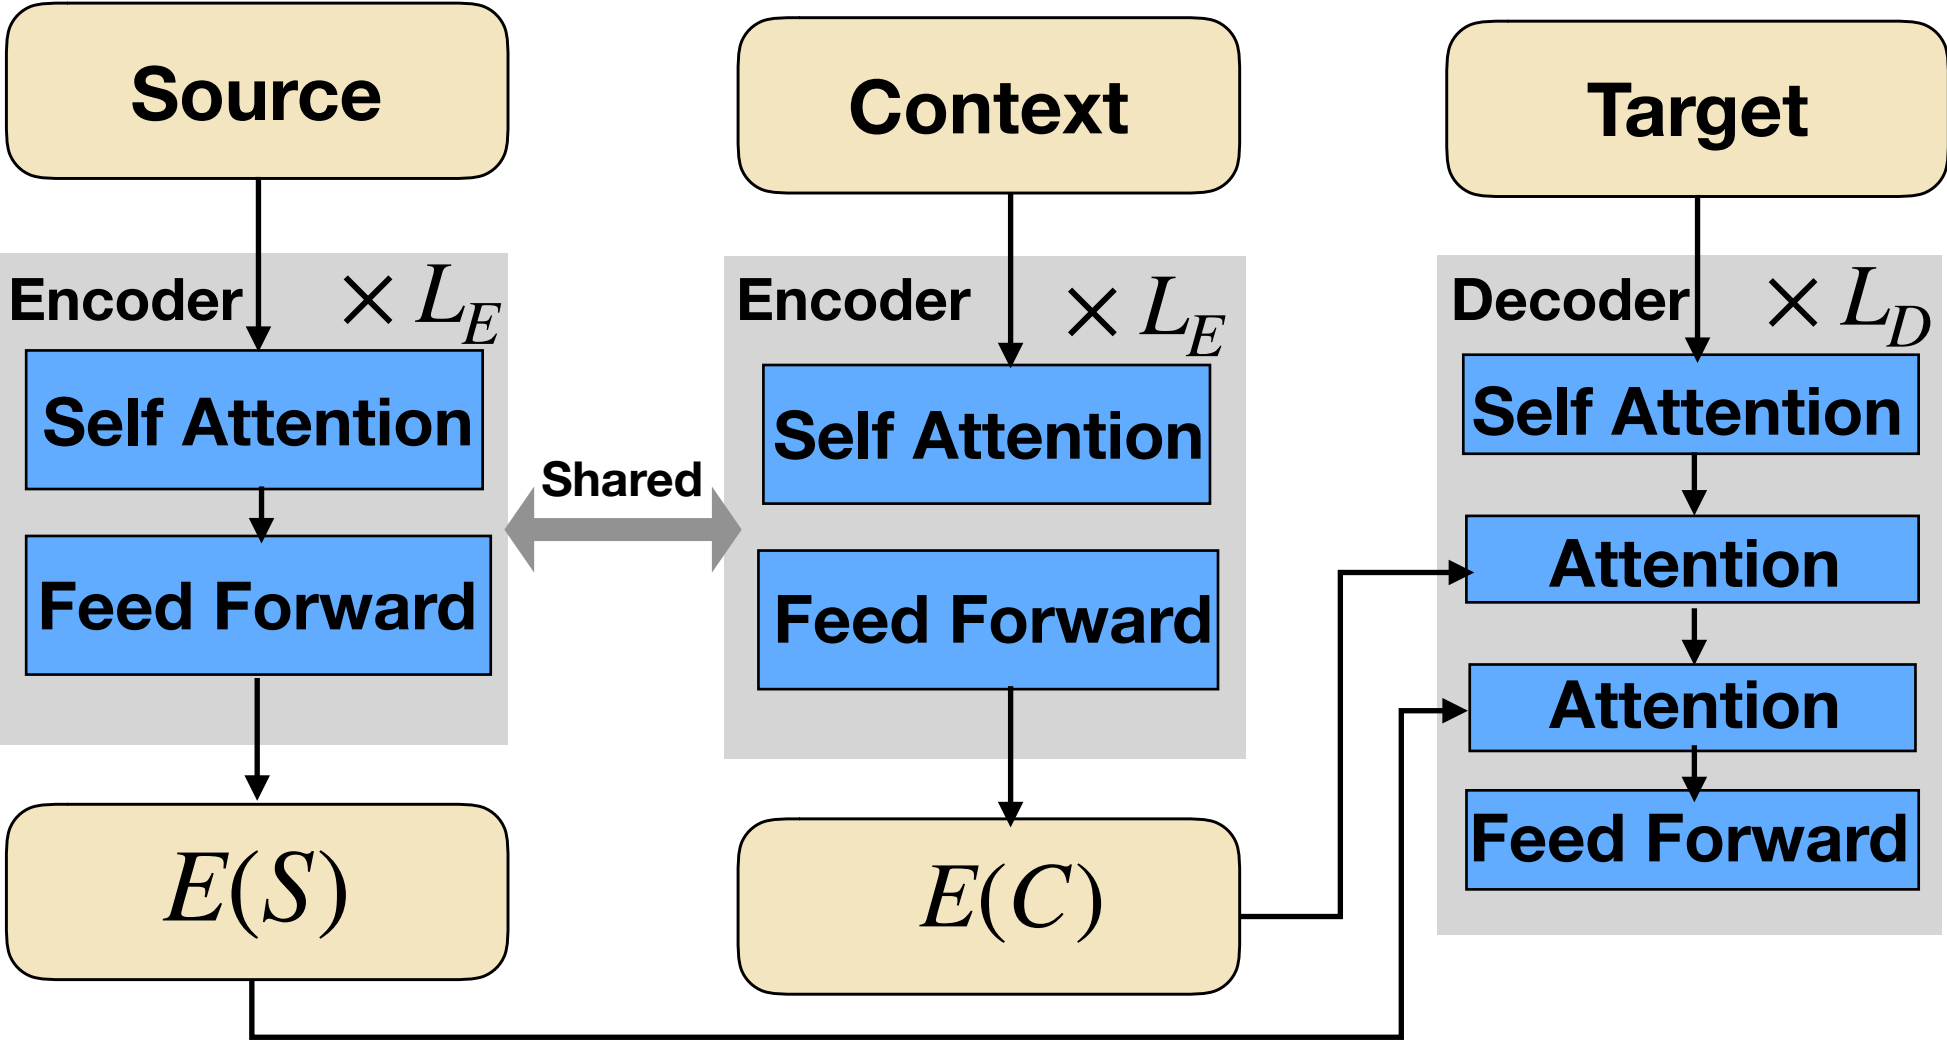 Source
Context
Target
Encoder × L_E
Encoder × L_E
Decoder × L_D
Self Attention
Self Attention
Self Attention
Shared
Feed Forward
Feed Forward
Attention
Attention
Feed Forward
E(S)
E(C)